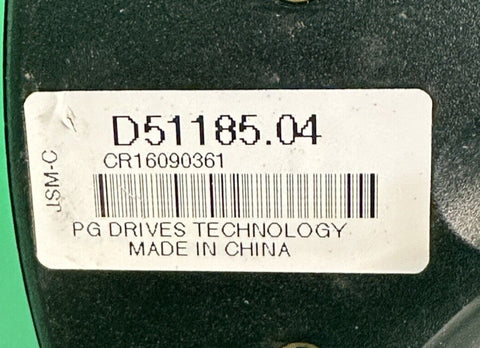 D51185.04
CR16090361
JSM-C
PG DRIVES TECHNOLOGY
MADE IN CHINA